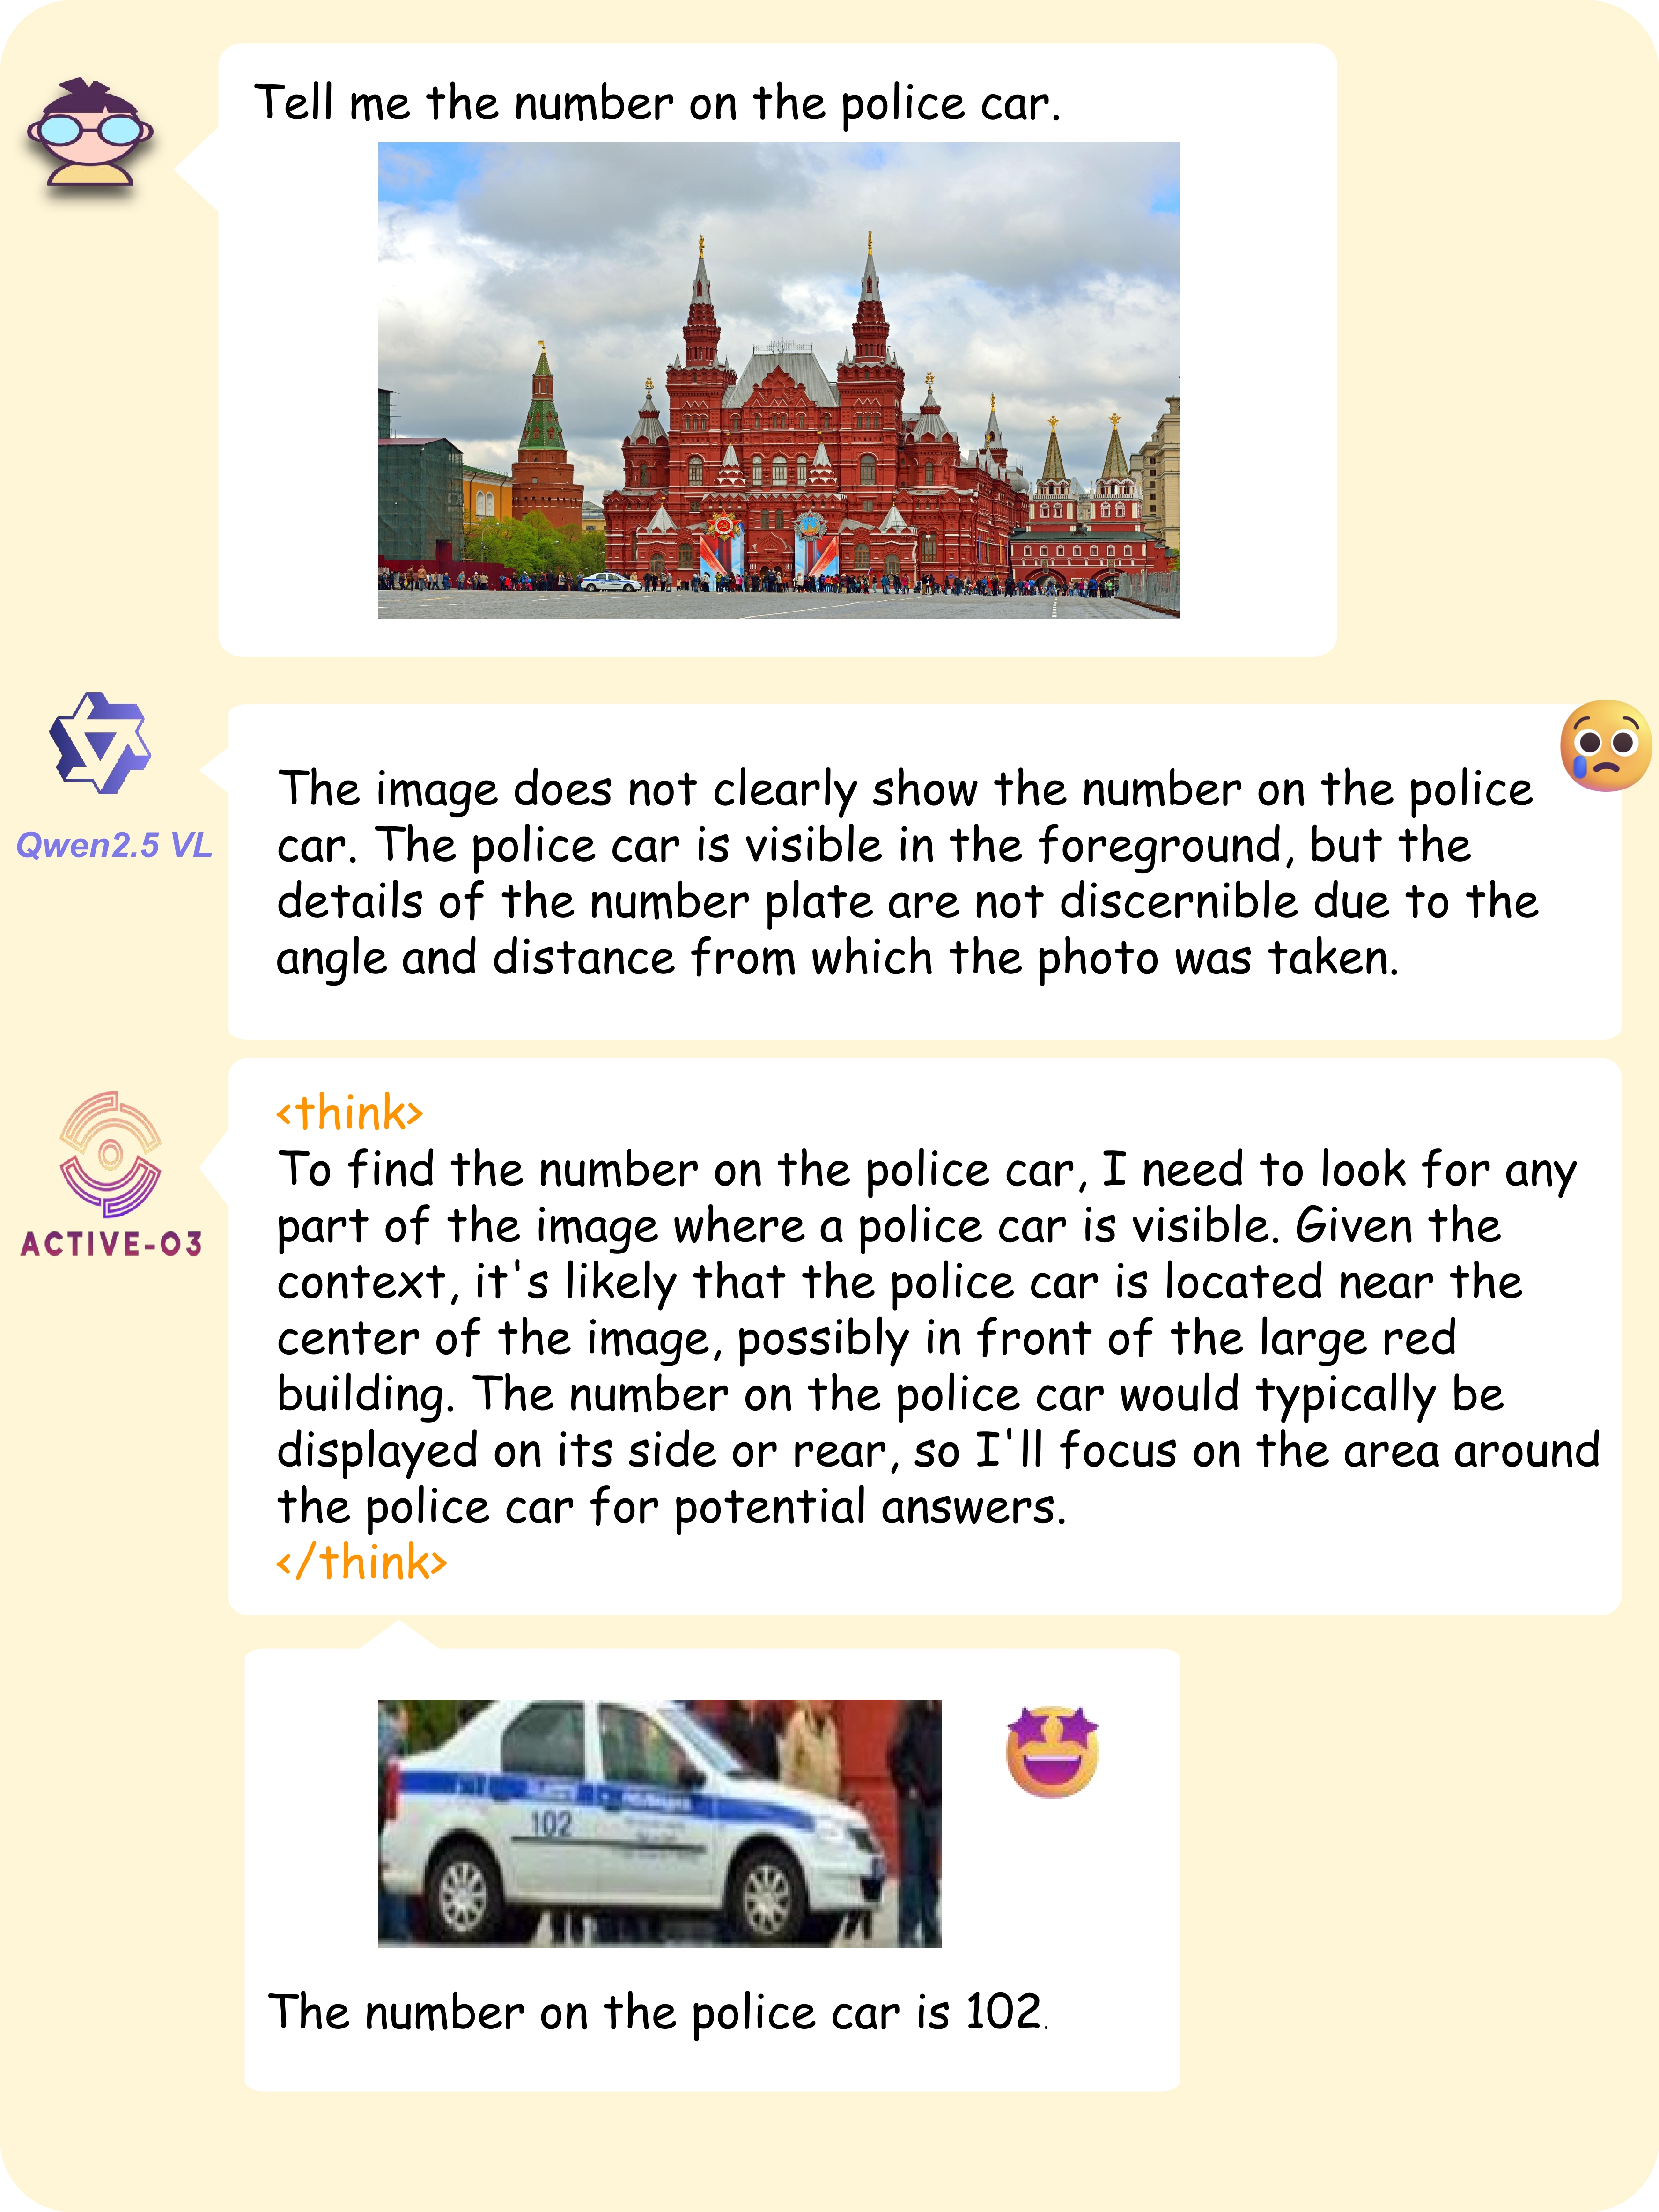 Tell me the number on the police car.
The image does not clearly show the number on the police
car. The police car is visible in the foreground, but the
details of the number plate are not discernible due to the
angle and distance from which the photo was taken.
Qwen2.5 VL
<think>
To find the number on the police car, I need to look for any
part of the image where a police car is visible. Given the
context, it's likely that the police car is located near the
center of the image, possibly in front of the large red
building. The number on the police car would typically be
displayed on its side or rear, so I'll focus on the area around
the police car for potential answers.
</think>
ACTIVE-O3
102
The number on the police car is 102.